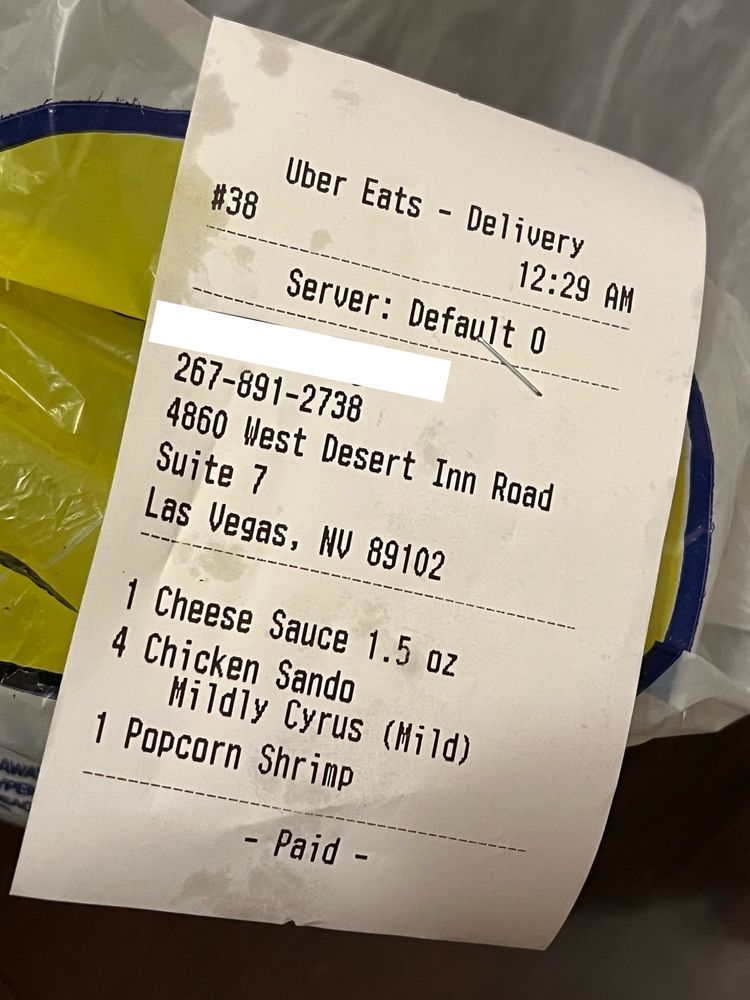 Uber Eats - Delivery
#38
12:29 AM
Server: Default O
267-891-2738
4860 West Desert Inn Road
Suite 7
Las Vegas, NV 89102
1 Cheese Sauce 1.5 oz
4 Chicken Sando
Mildly Cyrus (Mild)
1 Popcorn Shrimp
- Paid -